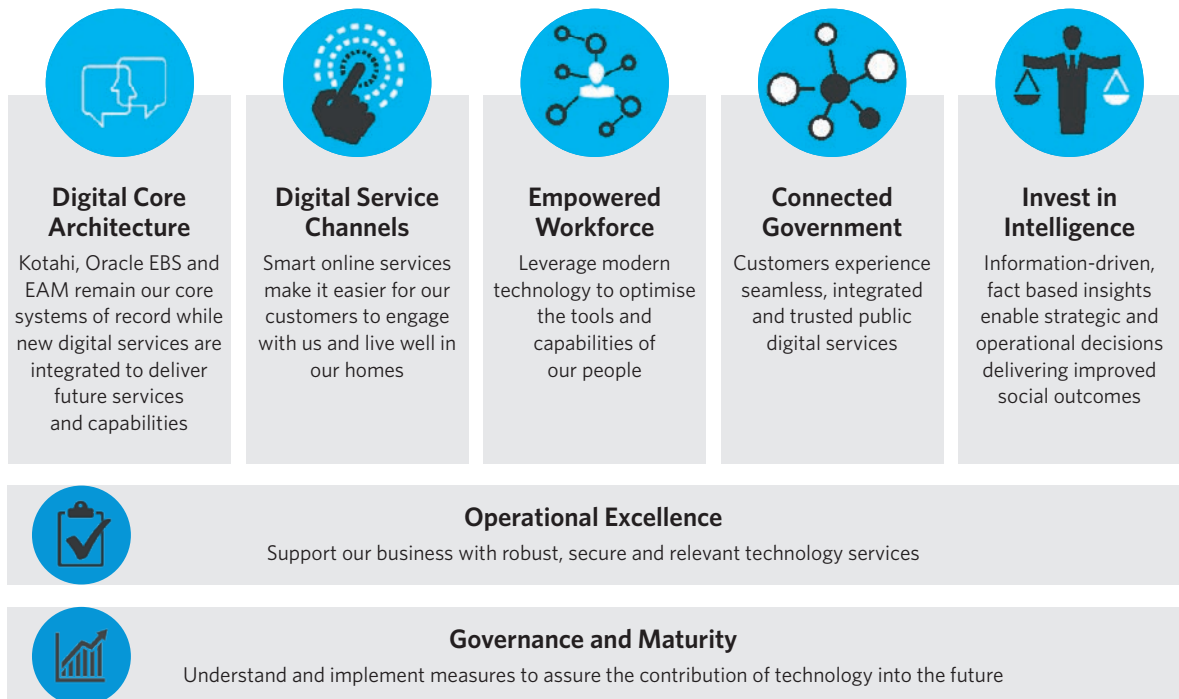 Digital Core
Architecture
Kotahi, Oracle EBS and
EAM remain our core
systems of record while
new digital services are
integrated to deliver
future services
and capabilities
Digital Service
Channels
Smart online services
make it easier for our
customers to engage
with us and live well in
our homes
Empowered
Workforce
Leverage modern
technology to optimise
the tools and
capabilities of
our people
Connected
Government
Customers experience
seamless, integrated
and trusted public
digital services
Invest in
Intelligence
Information-driven,
fact based insights
enable strategic and
operational decisions
delivering improved
social outcomes
Operational Excellence
Support our business with robust, secure and relevant technology services
Governance and Maturity
Understand and implement measures to assure the contribution of technology into the future